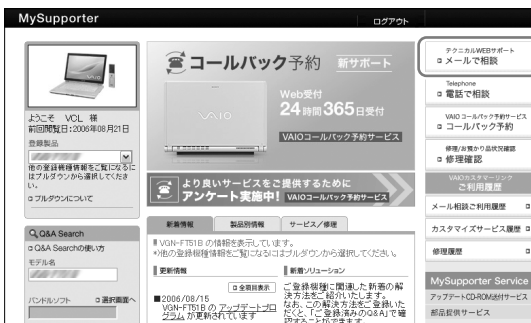 MySupporter
ログアウト
ようこそ VCL 様
前回閲覧日:2006年08月21日
登録製品
他の登録機種情報をご覧になるに
はプルダウンから選択してくださ
い。
プルダウンについて
Q&A Search
Q&A Searchの使い方
モデル名
バンドルソフト
選択画面へ
コールバック予約 新サポート
VAIO
Web受付
24時間365日受付
VAIOコールバック予約サービス
より良いサービスをご提供するために
アンケート実施中! VAIOコールバック予約サービス
新着情報
製品別情報
サービス/修理
VGN-FT51B の情報を表示しています。
*)他の登録機種情報をご覧になるにはプルダウンから選択してください。
更新情報
全項目表示
■2006/08/15
VGN-FT51B の アップデートプロ
グラム が更新されています
新着ソリューション
ご登録機種に関連した新着の解
決方法をご紹介いたします。
なお、この解決方法をご登録いた
だくと、「ご登録済みのQ&A」で確
認することができます。
テクニカルWEBサポート
メールで相談
Telephone
電話で相談
VAIO コールバック予約サービス
コールバック予約
修理/お預かり品状況確認
修理確認
VAIOカスタマーリンク
ご利用履歴
メール相談ご利用履歴
カスタマイズサービス履歴
修理履歴
MySupporter Service
アップデートCD-ROM送付サービス
部品提供サービス